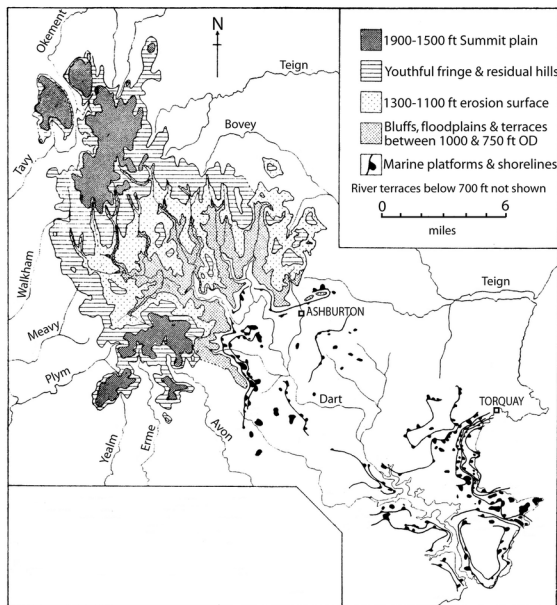 N
1900-1500 ft Summit plain
Youthful fringe & residual hills
1300-1100 ft erosion surface
Bluffs, floodplains & terraces
between 1000 & 750 ft OD
Marine platforms & shorelines
River terraces below 700 ft not shown
0 6
miles
Okement
Teign
Bovey
Tavy
Walkham
Teign
Meavy
ASHBURTON
Plym
Dart
TORQUAY
Yealm
Erme
Avon